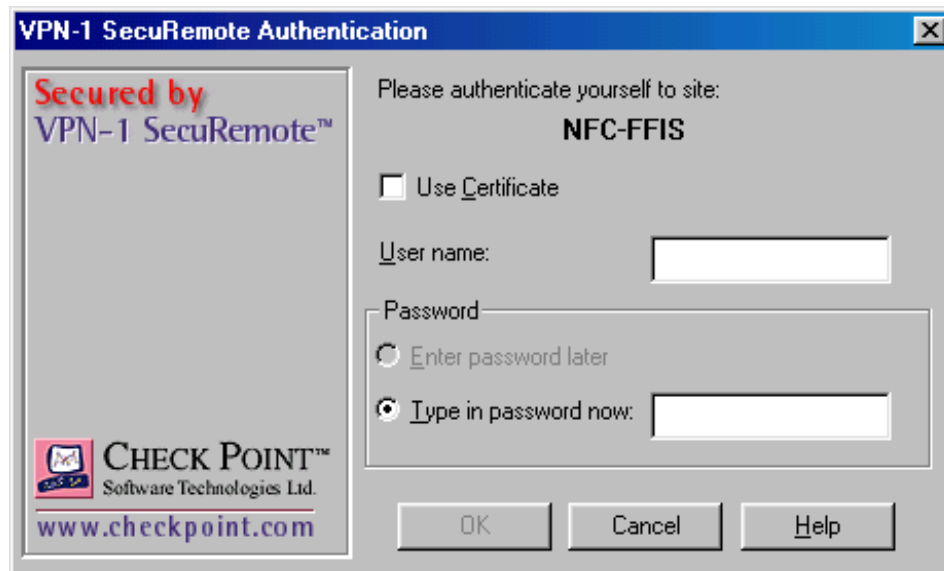 VPN-1 SecuRemote Authentication
Secured by
VPN-1 SecuRemote™
Please authenticate yourself to site:
NFC-FFIS
Use Certificate
User name:
Password
Enter password later
Type in password now:
CHECK POINT™
Software Technologies Ltd.
www.checkpoint.com
OK
Cancel
Help